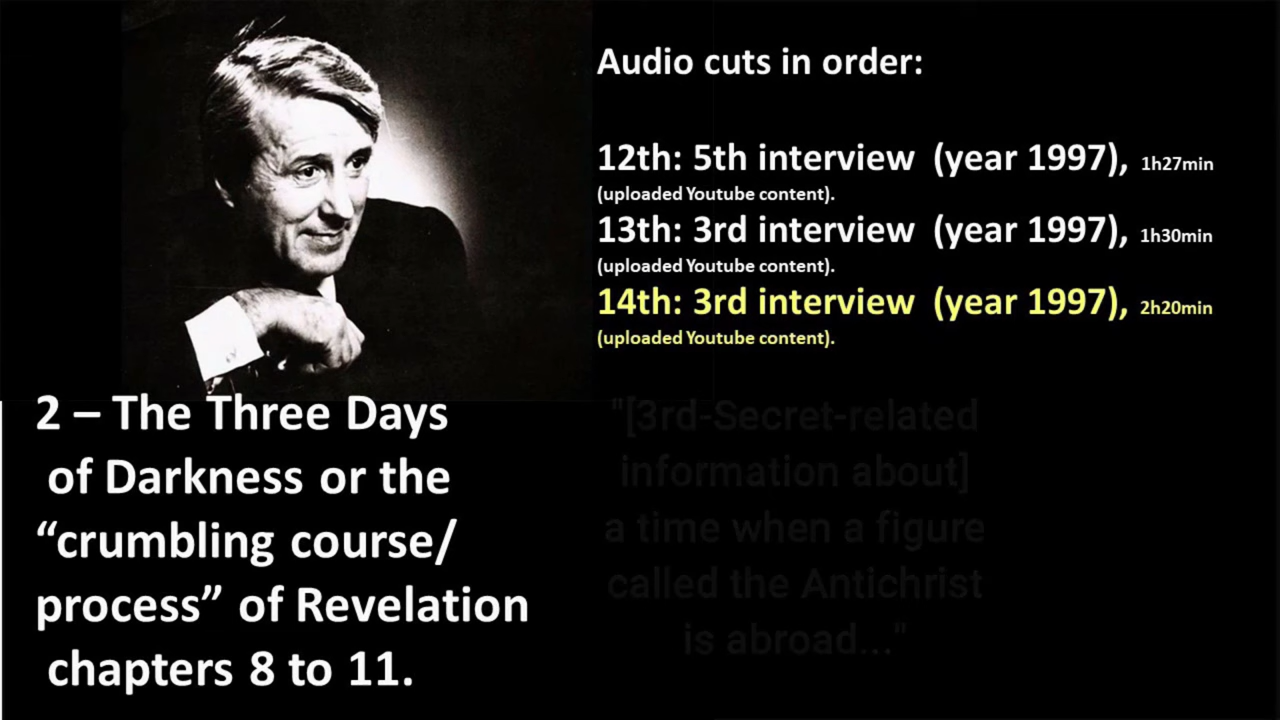 Audio cuts in order:
12th: 5th interview (year 1997), 1h27min
(uploaded Youtube content).
13th: 3rd interview (year 1997), 1h30min
(uploaded Youtube content).
14th: 3rd interview (year 1997), 2h20min
(uploaded Youtube content).
2 – The Three Days
of Darkness or the
“crumbling course/
process” of Revelation
chapters 8 to 11.
"[3rd-Secret-related
information about]
a time when a figure
called the Antichrist
is abroad..."